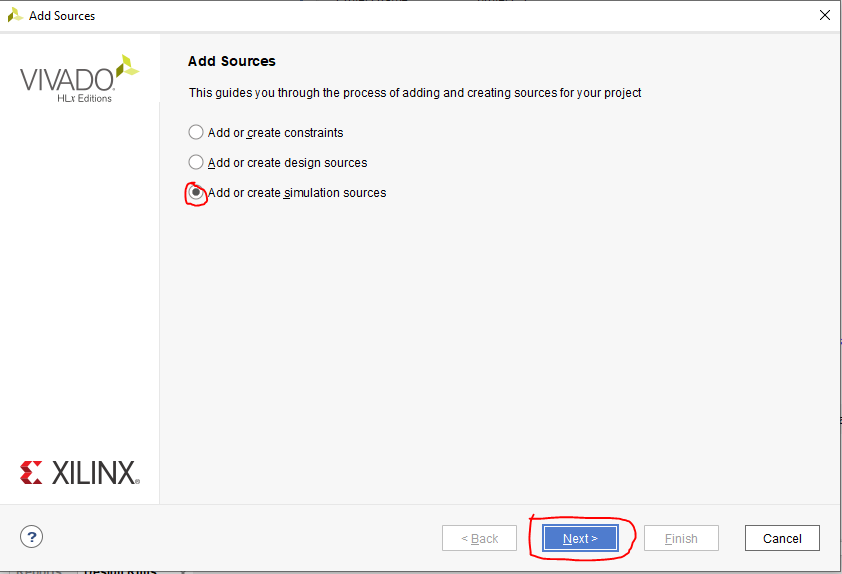 Add Sources
VIVADO.
HLx Editions
Add Sources
This guides you through the process of adding and creating sources for your project
Add or create constraints
Add or create design sources
Add or create simulation sources
XILINX
?
< Back
Next >
Finish
Cancel